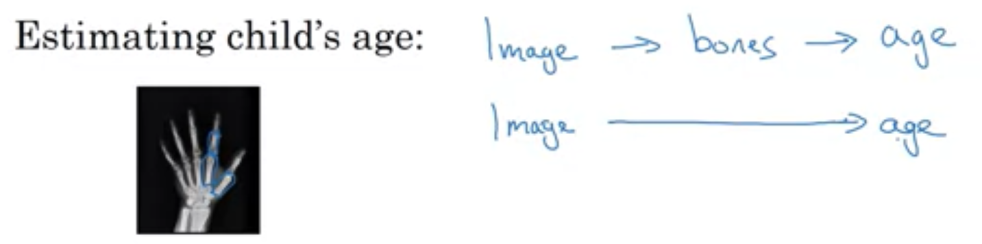 Estimating child's age:
Image → bones → age
Image → age